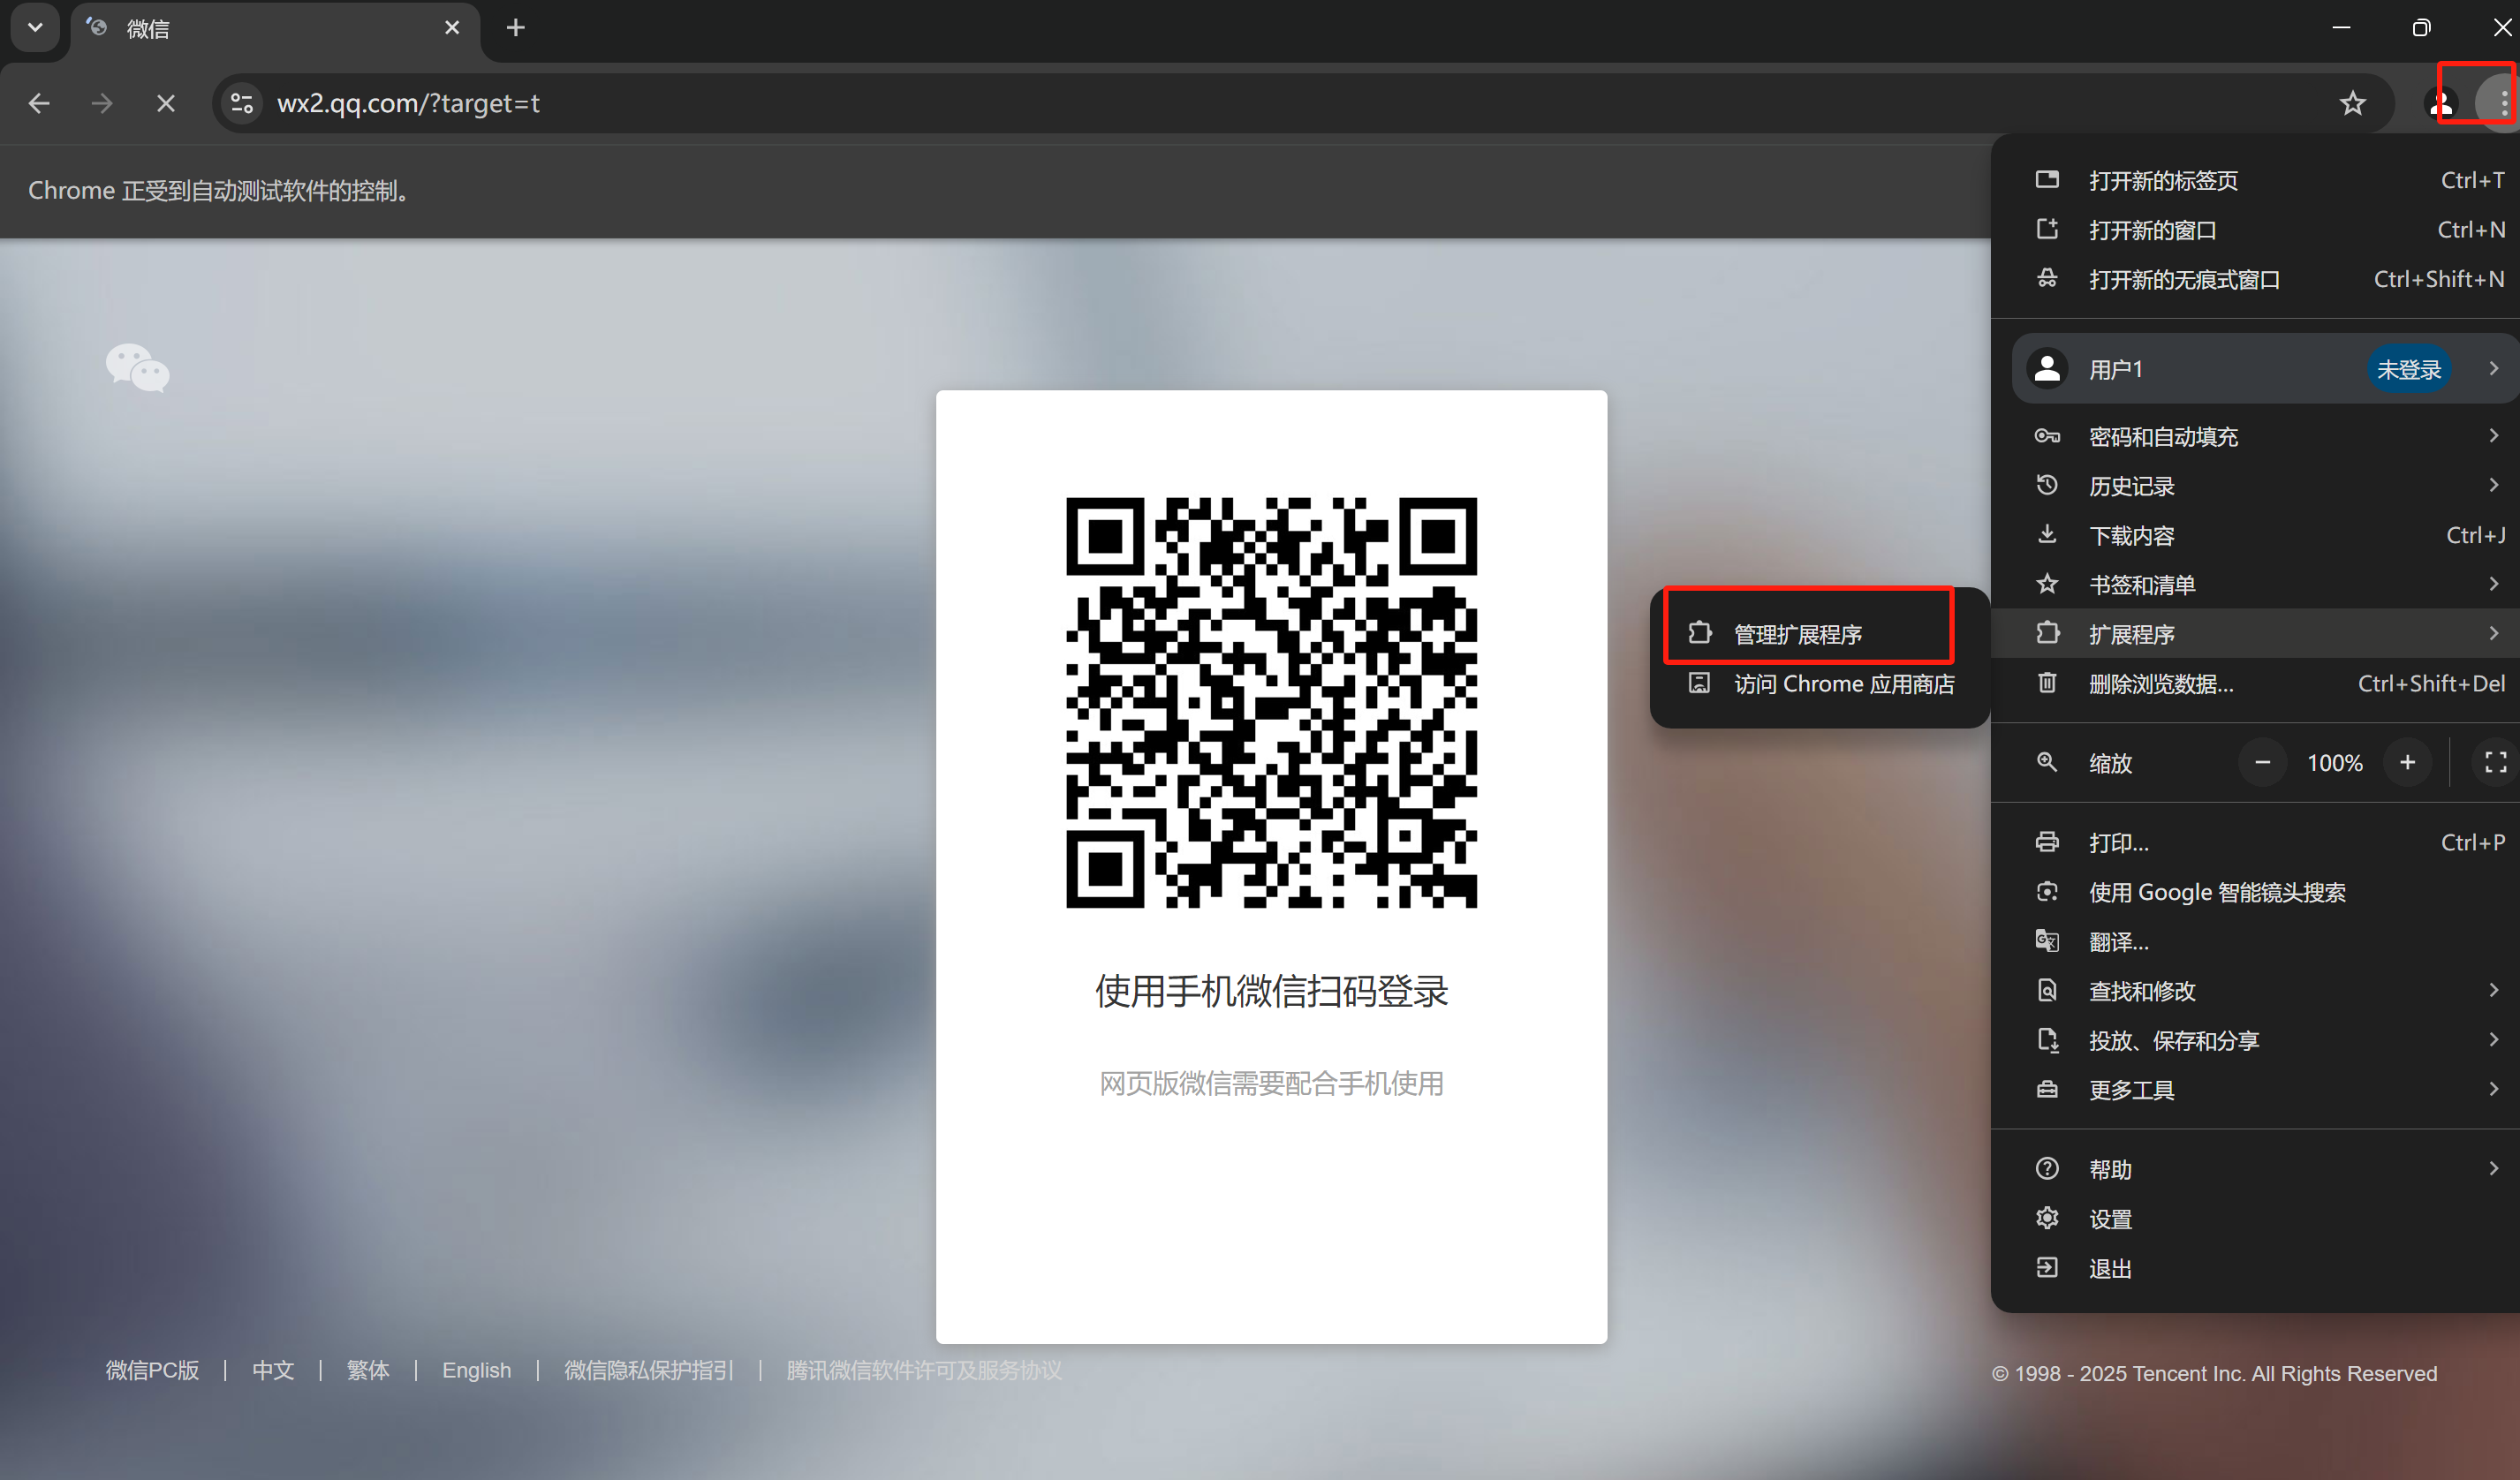 微信
wx2.qq.com/?target=t
Chrome 正受到自动测试软件的控制。
打开新的标签页 Ctrl+T
打开新的窗口 Ctrl+N
打开新的无痕式窗口 Ctrl+Shift+N
用户1 未登录
密码和自动填充
历史记录
下载内容 Ctrl+J
书签和清单
扩展程序
管理扩展程序
访问 Chrome 应用商店
删除浏览数据... Ctrl+Shift+Del
缩放 − 100% +
打印... Ctrl+P
使用 Google 智能镜头搜索
翻译...
查找和修改
投放、保存和分享
更多工具
帮助
设置
退出
使用手机微信扫码登录
网页版微信需要配合手机使用
微信PC版 | 中文 | 繁体 | English | 微信隐私保护指引 | 腾讯微信软件许可及服务协议
© 1998 - 2025 Tencent Inc. All Rights Reserved